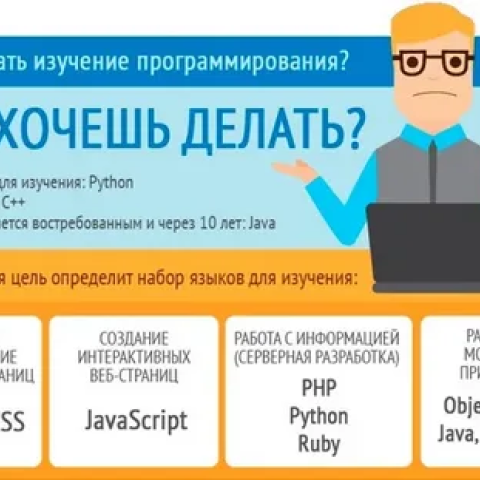 ать изучение программирования?
ХОЧЕШЬ ДЕЛАТЬ?
для изучения: Python
C++
ется востребованным и через 10 лет: Java
я цель определит набор языков для изучения:
ИЕ
АНИЦ
SS
СОЗДАНИЕ
ИНТЕРАКТИВНЫХ
ВЕБ-СТРАНИЦ
JavaScript
РАБОТА С ИНФОРМАЦИЕЙ
(СЕРВЕРНАЯ РАЗРАБОТКА)
PHP
Python
Ruby
РА
МО
ПРИ
Obje
Java,